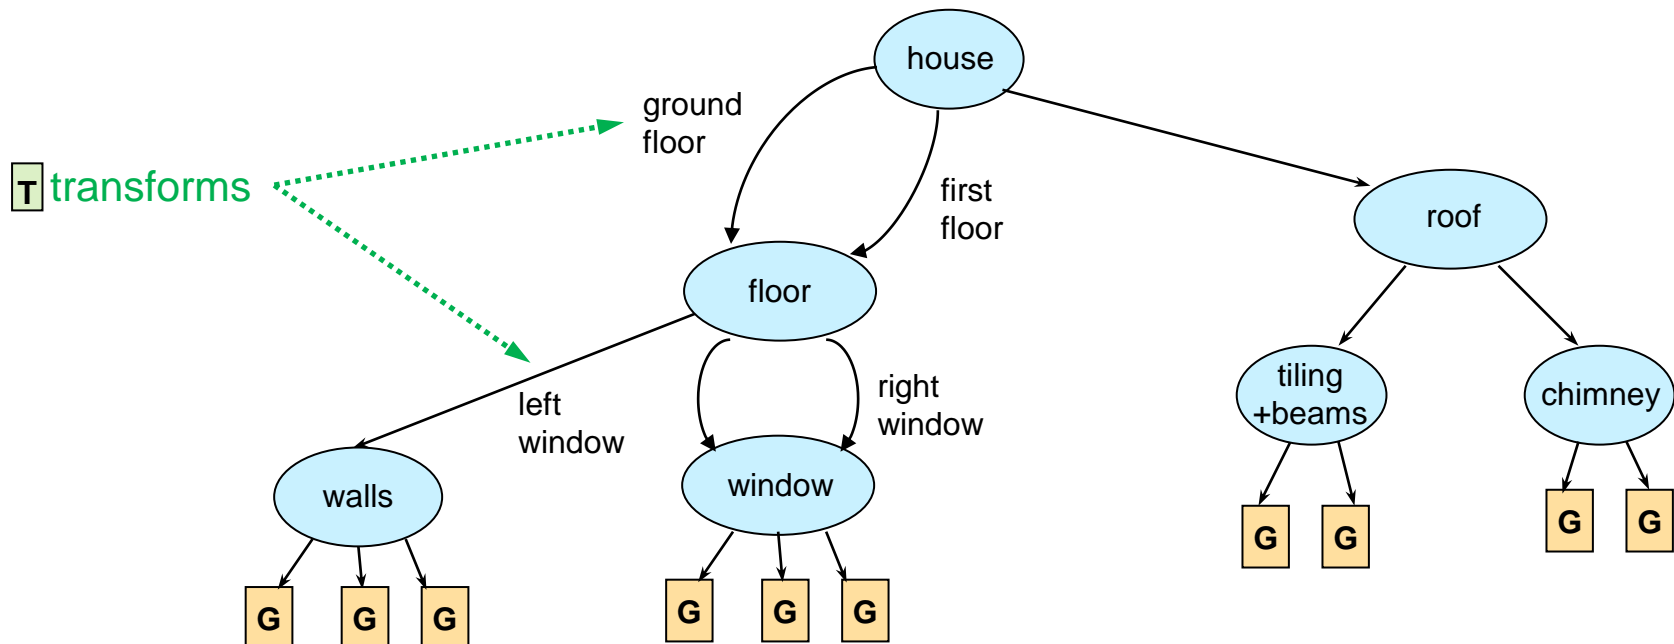 house
ground
floor
T transforms
first
floor
roof
floor
tiling
+beams
chimney
left
window
right
window
walls
window
G
G
G
G
G
G
G
G
G
G